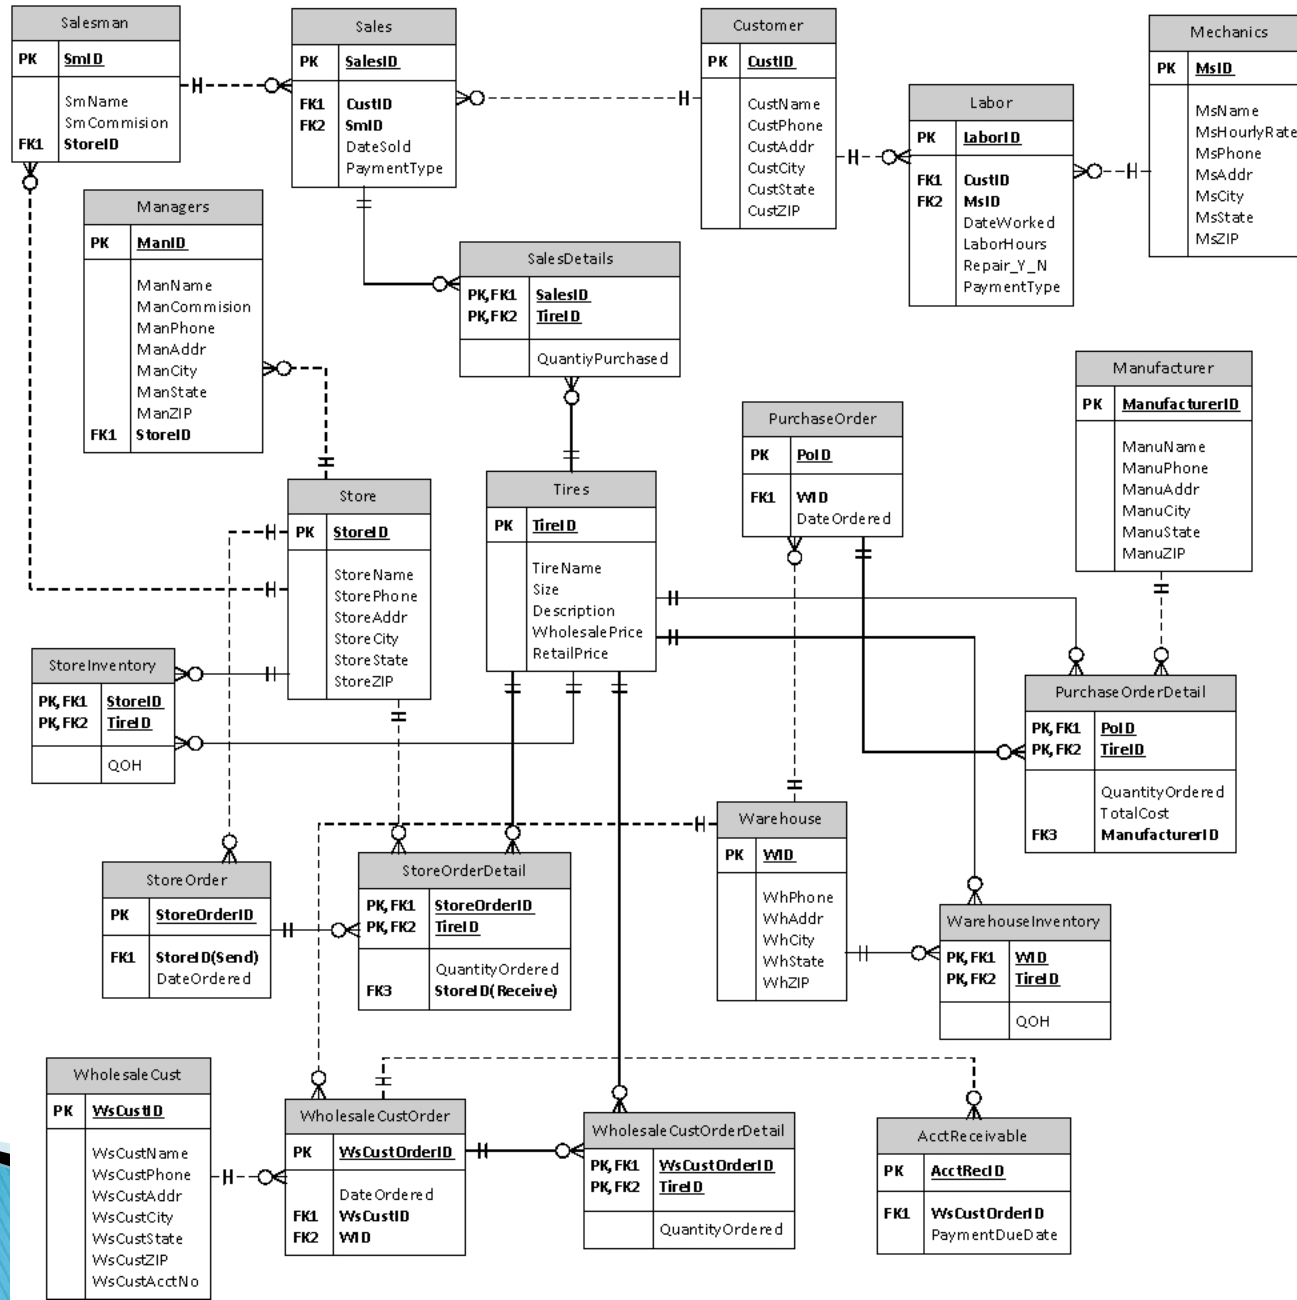 Salesman
PK SmID
SmName
SmCommision
FK1 StoreID
Sales
PK SalesID
FK1 CustID
FK2 SmID
DateSold
PaymentType
Customer
PK CustID
CustName
CustPhone
CustAddr
CustCity
CustState
CustZIP
Mechanics
PK MsID
MsName
MsHourlyRate
MsPhone
MsAddr
MsCity
MsState
MsZIP
Labor
PK LaborID
FK1 CustID
FK2 MsID
DateWorked
LaborHours
Repair_Y_N
PaymentType
Managers
PK ManID
ManName
ManCommision
ManPhone
ManAddr
ManCity
ManState
ManZIP
FK1 StoreID
SalesDetails
PK,FK1 SalesID
PK,FK2 TireID
QuantiyPurchased
Manufacturer
PK ManufacturerID
ManuName
ManuPhone
ManuAddr
ManuCity
ManuState
ManuZIP
PurchaseOrder
PK PoID
FK1 WID
DateOrdered
Store
PK StoreID
StoreName
StorePhone
StoreAddr
StoreCity
StoreState
StoreZIP
Tires
PK TireID
TireName
Size
Description
WholesalePrice
RetailPrice
StoreInventory
PK,FK1 StoreID
PK,FK2 TireID
QOH
PurchaseOrderDetail
PK,FK1 PoID
PK,FK2 TireID
QuantityOrdered
TotalCost
FK3 ManufacturerID
Warehouse
PK WID
WhPhone
WhAddr
WhCity
WhState
WhZIP
StoreOrder
PK StoreOrderID
FK1 StoreID(Send)
DateOrdered
StoreOrderDetail
PK,FK1 StoreOrderID
PK,FK2 TireID
QuantityOrdered
FK3 StoreID(Receive)
WarehouseInventory
PK,FK1 WID
PK,FK2 TireID
QOH
WholesaleCust
PK WsCustID
WsCustName
WsCustPhone
WsCustAddr
WsCustCity
WsCustState
WsCustZIP
WsCustAcctNo
WholesaleCustOrder
PK WsCustOrderID
DateOrdered
FK1 WsCustID
FK2 WID
WholesaleCustOrderDetail
PK,FK1 WsCustOrderID
PK,FK2 TireID
QuantityOrdered
AcctReceivable
PK AcctRecID
FK1 WsCustOrderID
PaymentDueDate